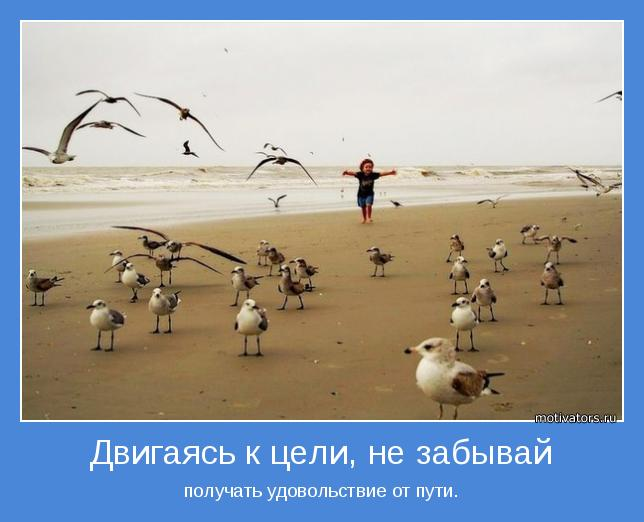 motivators.ru
Двигаясь к цели, не забывай
получать удовольствие от пути.